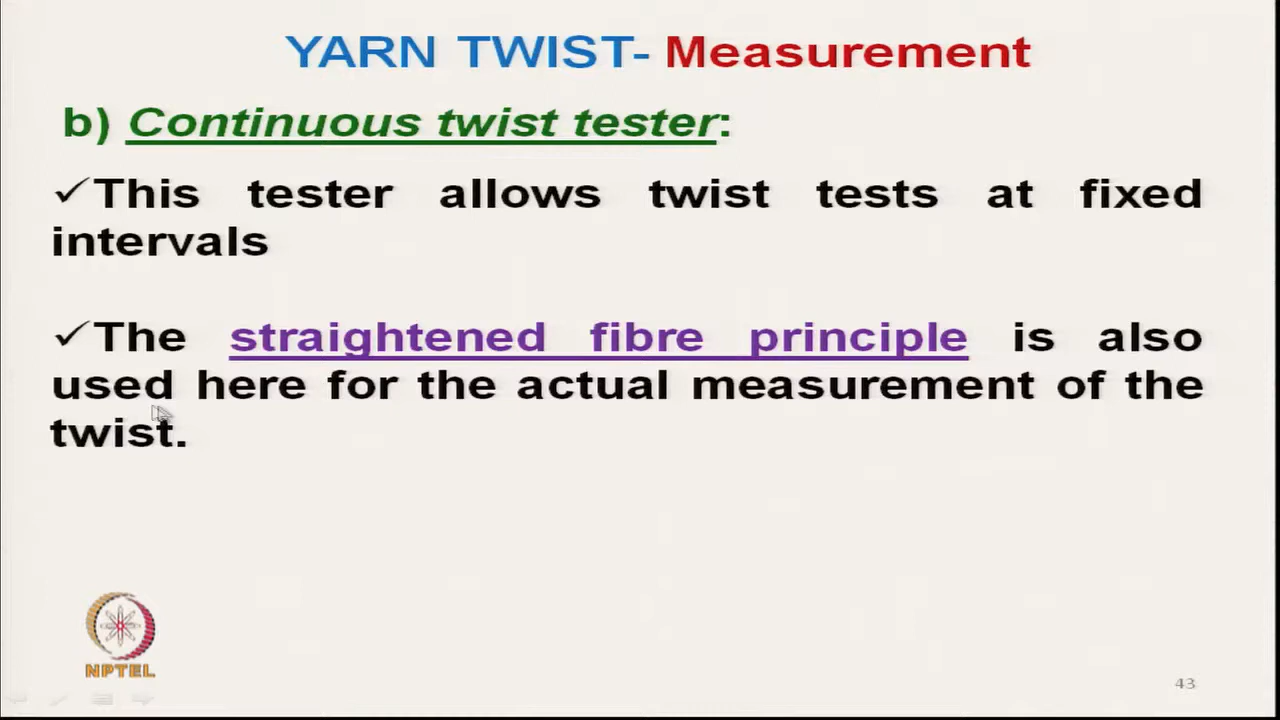 YARN TWIST- Measurement
b) Continuous twist tester:
✓This tester allows twist tests at fixed
intervals
✓The straightened fibre principle is also
used here for the actual measurement of the
twist.
NPTEL
43